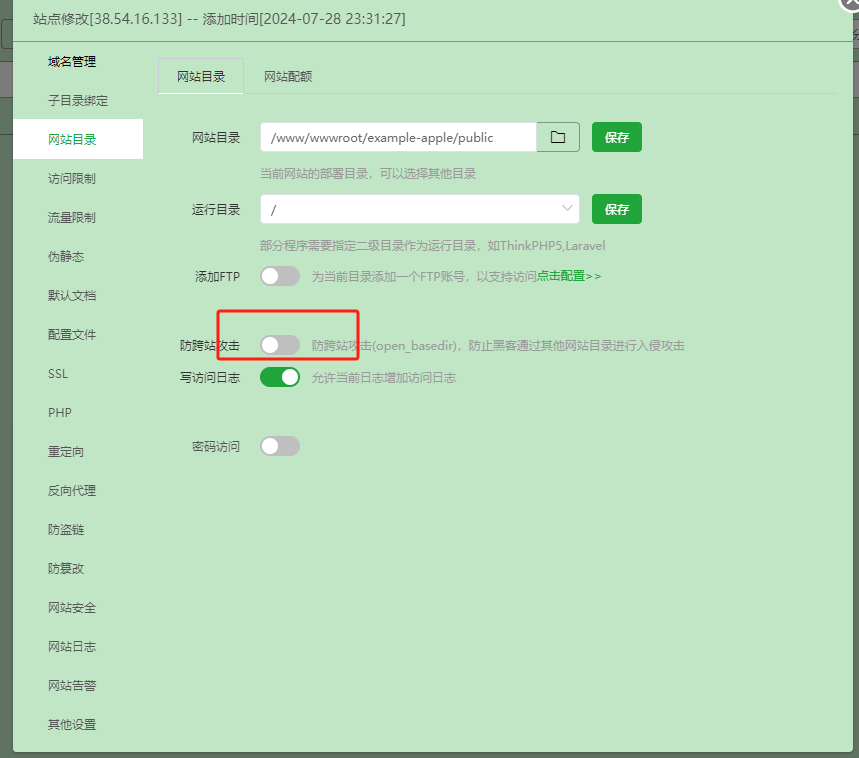 站点修改[38.54.16.133] -- 添加时间[2024-07-28 23:31:27]
域名管理
子目录绑定
网站目录
访问限制
流量限制
伪静态
默认文档
配置文件
SSL
PHP
重定向
反向代理
防盗链
防篡改
网站安全
网站日志
网站告警
其他设置
网站目录 网站配额
网站目录 /www/wwwroot/example-apple/public 保存
当前网站的部署目录，可以选择其他目录
运行目录 / 保存
部分程序需要指定二级目录作为运行目录，如ThinkPHP5,Laravel
添加FTP 为当前目录添加一个FTP账号，以支持访问点击配置>>
防跨站攻击 防跨站攻击(open_basedir)，防止黑客通过其他网站目录进行入侵攻击
写访问日志 允许当前日志增加访问日志
密码访问